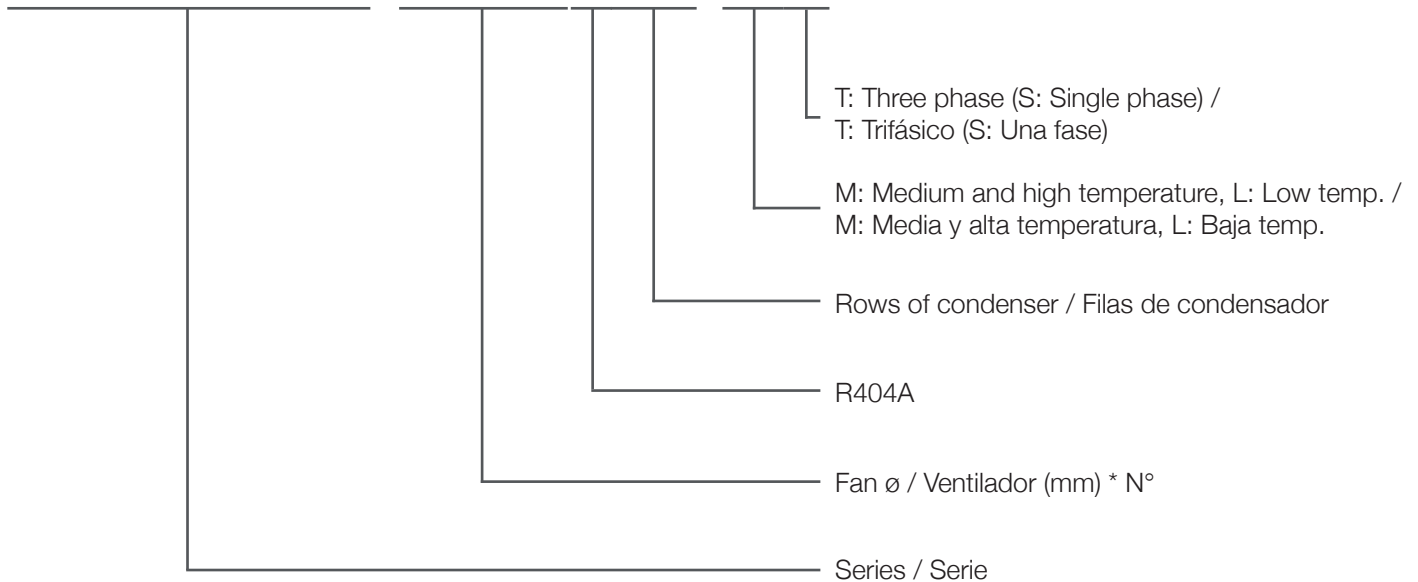 T: Three phase (S: Single phase) /
T: Trifásico (S: Una fase)
M: Medium and high temperature, L: Low temp. /
M: Media y alta temperatura, L: Baja temp.
Rows of condenser / Filas de condensador
R404A
Fan ø / Ventilador (mm) * N°
Series / Serie